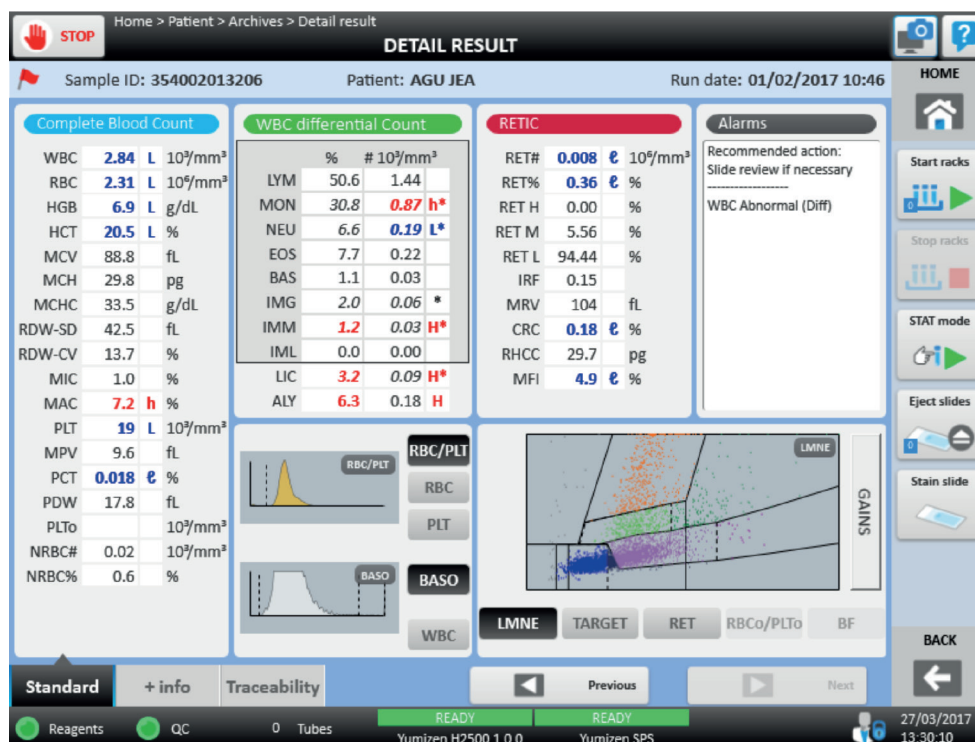 Home > Patient > Archives > Detail result
STOP
DETAIL RESULT
?
Sample ID: 354002013206 Patient: AGU JEA Run date: 01/02/2017 10:46
HOME
Complete Blood Count
WBC 2.84 L 10³/mm³
RBC 2.31 L 10⁶/mm³
HGB 6.9 L g/dL
HCT 20.5 L %
MCV 88.8 fL
MCH 29.8 pg
MCHC 33.5 g/dL
RDW-SD 42.5 fL
RDW-CV 13.7 %
MIC 1.0 %
MAC 7.2 h %
PLT 19 L 10³/mm³
MPV 9.6 fL
PCT 0.018 ℓ %
PDW 17.8 fL
PLTo 10³/mm³
NRBC# 0.02 10³/mm³
NRBC% 0.6 %
WBC differential Count
% # 10³/mm³
LYM 50.6 1.44
MON 30.8 0.87 h*
NEU 6.6 0.19 L*
EOS 7.7 0.22
BAS 1.1 0.03
IMG 2.0 0.06 *
IMM 1.2 0.03 H*
IML 0.0 0.00
LIC 3.2 0.09 H*
ALY 6.3 0.18 H
RETIC
RET# 0.008 ℓ 10⁶/mm³
RET% 0.36 ℓ %
RET H 0.00 %
RET M 5.56 %
RET L 94.44 %
IRF 0.15
MRV 104 fL
CRC 0.18 ℓ %
RHCC 29.7 pg
MFI 4.9 ℓ %
Alarms
Recommended action:
Slide review if necessary
--------------------
WBC Abnormal (Diff)
RBC/PLT
RBC/PLT
RBC
PLT
BASO
BASO
WBC
LMNE
GAINS
LMNE TARGET RET RBCo/PLTo BF
Start racks
0
Stop racks
STAT mode
Eject slides
0
Stain slide
BACK
Standard + info Traceability Previous Next
Reagents QC 0 Tubes
READY READY
Yumizen H2500 1 0 0 Yumizen SPS
27/03/2017
13:30:10